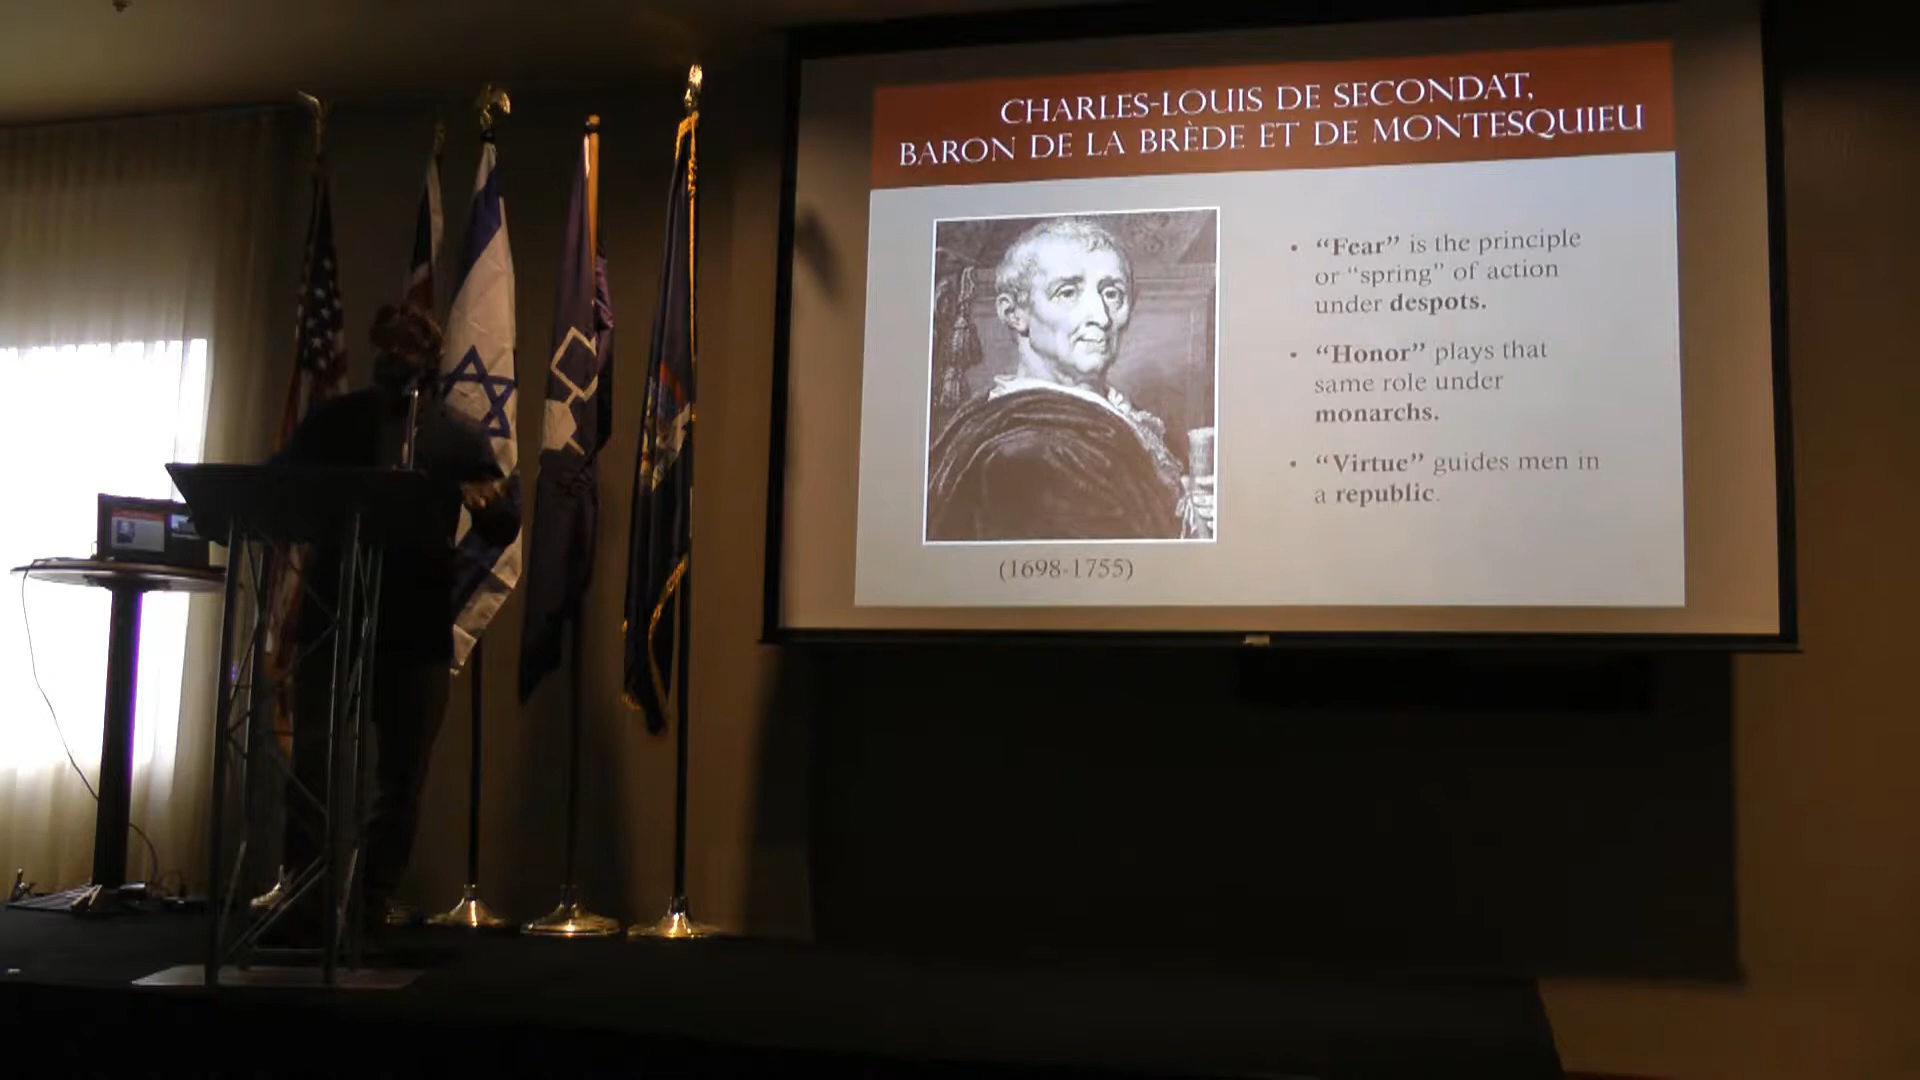 CHARLES-LOUIS DE SECONDAT,
BARON DE LA BRÈDE ET DE MONTESQUIEU
• “Fear” is the principle
or “spring” of action
under despots.
• “Honor” plays that
same role under
monarchs.
• “Virtue” guides men in
a republic.
(1698-1755)